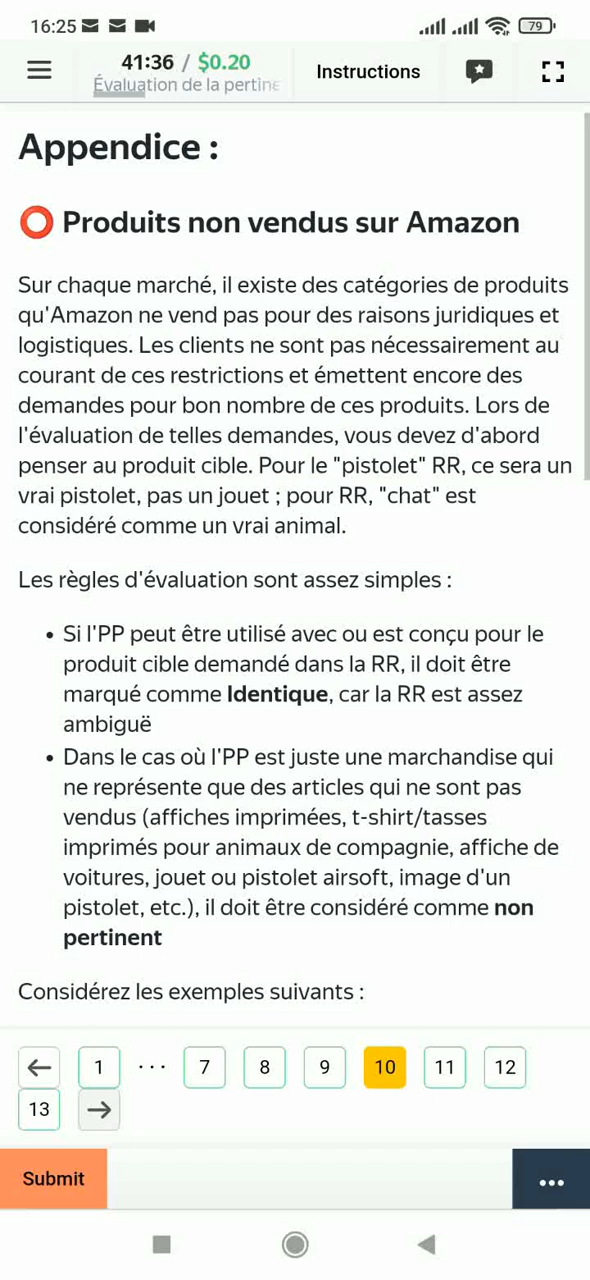 16:25
79
41:36 / $0.20
Évaluation de la pertine
Instructions
Appendice :
Produits non vendus sur Amazon
Sur chaque marché, il existe des catégories de produits
qu'Amazon ne vend pas pour des raisons juridiques et
logistiques. Les clients ne sont pas nécessairement au
courant de ces restrictions et émettent encore des
demandes pour bon nombre de ces produits. Lors de
l'évaluation de telles demandes, vous devez d'abord
penser au produit cible. Pour le "pistolet" RR, ce sera un
vrai pistolet, pas un jouet ; pour RR, "chat" est
considéré comme un vrai animal.
Les règles d'évaluation sont assez simples :
• Si l'PP peut être utilisé avec ou est conçu pour le
produit cible demandé dans la RR, il doit être
marqué comme Identique, car la RR est assez
ambiguë
• Dans le cas où l'PP est juste une marchandise qui
ne représente que des articles qui ne sont pas
vendus (affiches imprimées, t-shirt/tasses
imprimés pour animaux de compagnie, affiche de
voitures, jouet ou pistolet airsoft, image d'un
pistolet, etc.), il doit être considéré comme non
pertinent
Considérez les exemples suivants :
← 1 ... 7 8 9 10 11 12
13 →
Submit
...